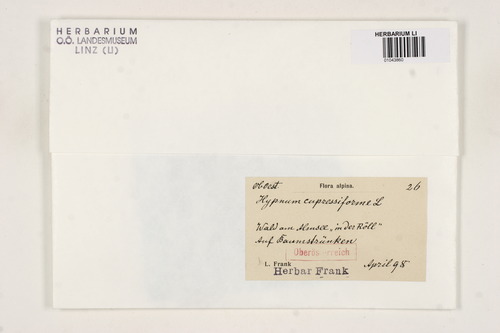 HERBARIUM
O.Ö. LANDESMUSEUM
LINZ (LI)
HERBARIUM LI
01043860
oböst
Flora alpina.
26
Hypnum cupressiforme L
Wald am Almsee „in der Röll"
Auf Baumstrünken
Oberösterreich
L. Frank
Herbar Frank
April 98